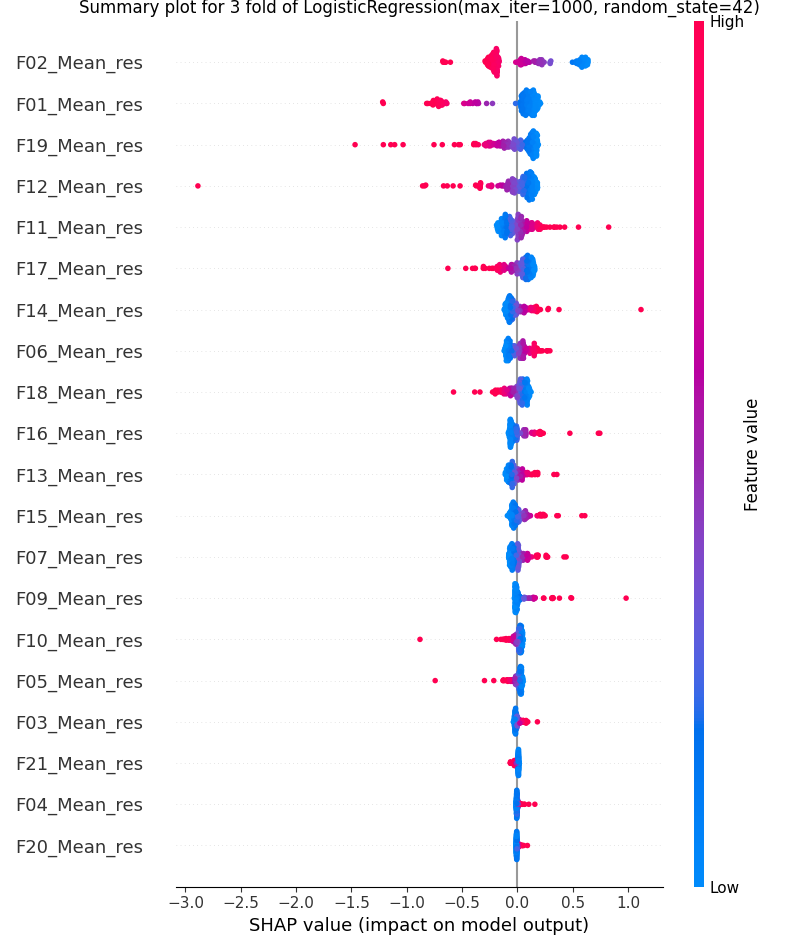 Summary plot for 3 fold of LogisticRegression(max_iter=1000, random_state=42)
High
F02_Mean_res
F01_Mean_res
F19_Mean_res
F12_Mean_res
F11_Mean_res
F17_Mean_res
F14_Mean_res
F06_Mean_res
F18_Mean_res
F16_Mean_res
F13_Mean_res
F15_Mean_res
F07_Mean_res
F09_Mean_res
F10_Mean_res
F05_Mean_res
F03_Mean_res
F21_Mean_res
F04_Mean_res
F20_Mean_res
Feature value
Low
−3.0 −2.5 −2.0 −1.5 −1.0 −0.5 0.0 0.5 1.0
SHAP value (impact on model output)